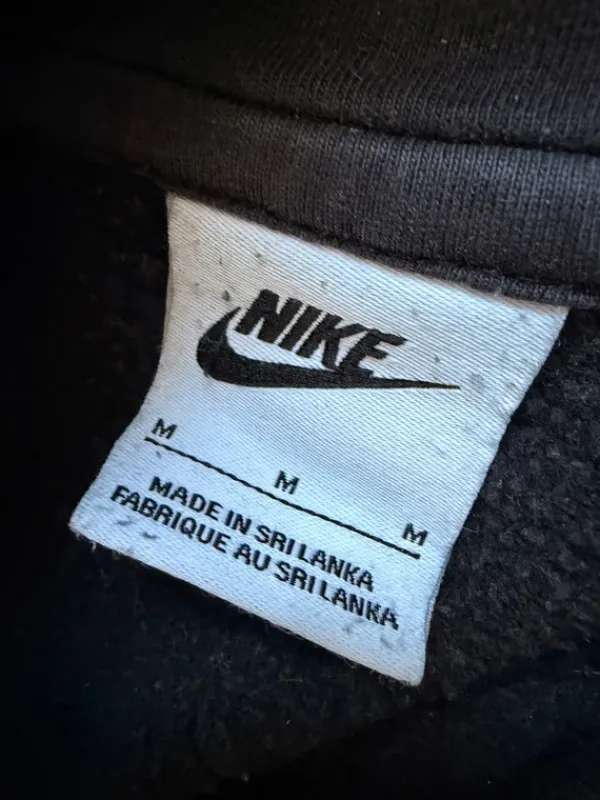 NIKE
M M M
MADE IN SRI LANKA
FABRIQUE AU SRI LANKA